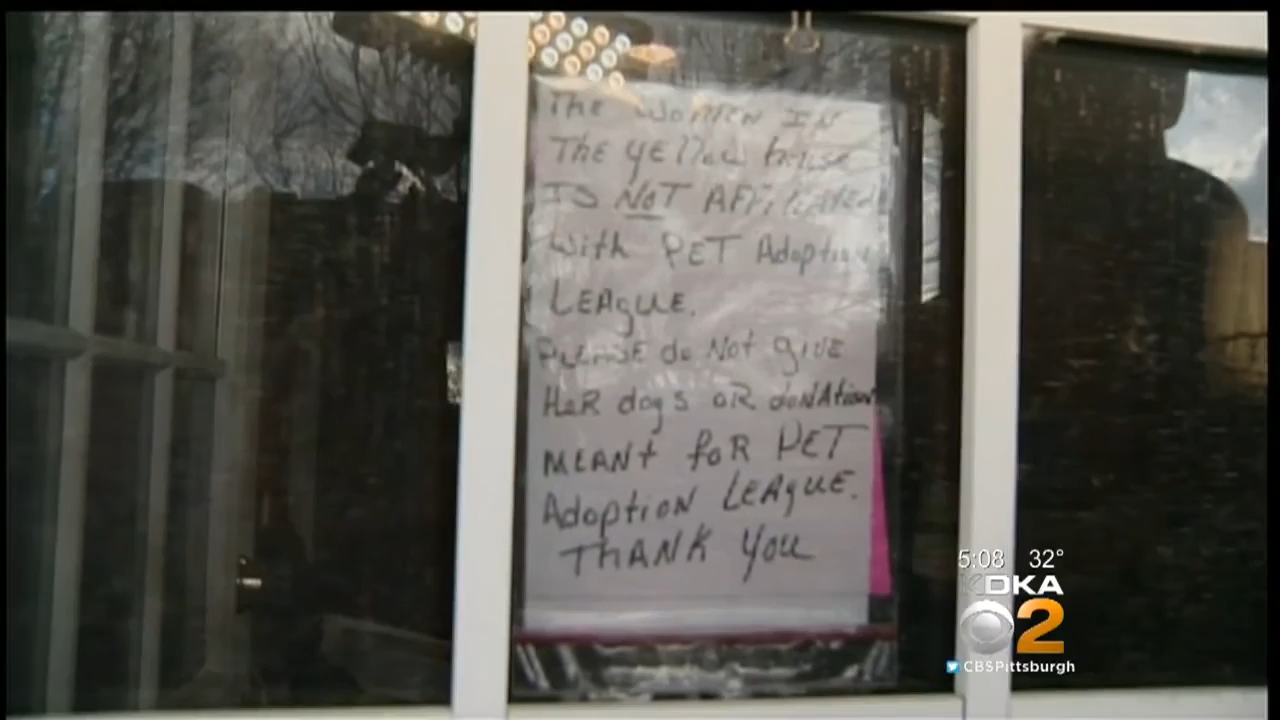 THE WOMEN IN
The yEllow house
IS NOT AFFILIATED
with PET Adoption
LEAgUE.
PLEASE do Not gIVE
HER dogs OR doNAtion
MEANt foR PET
Adoption LEAgUE.
THANK YOU
5:08 32°
KDKA
2
CBSPittsburgh